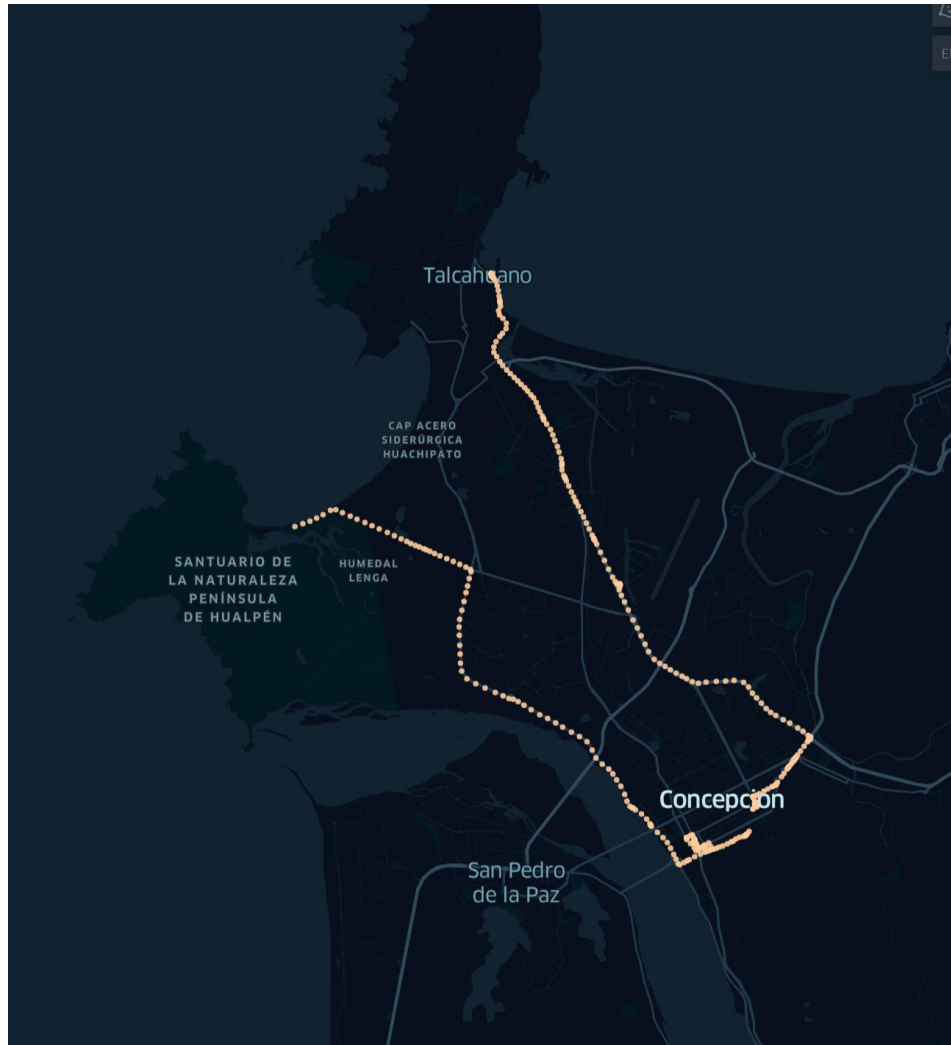 Talcahuano
CAP ACERO
SIDERÚRGICA
HUACHIPATO
SANTUARIO DE
LA NATURALEZA
PENÍNSULA
DE HUALPÉN
HUMEDAL
LENGA
Concepción
San Pedro
de la Paz